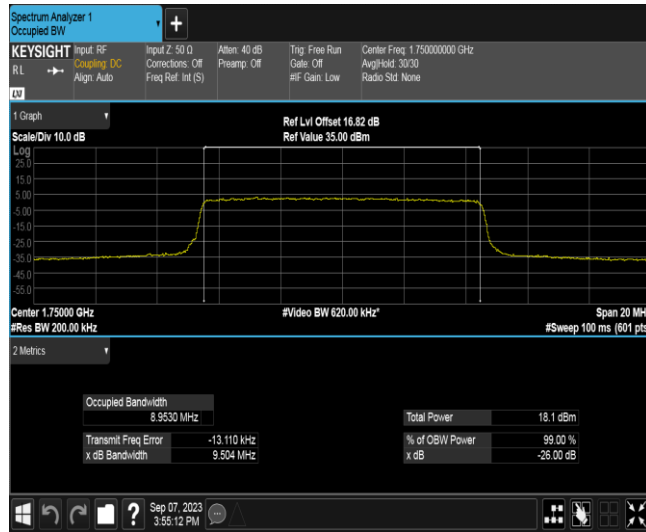 Spectrum Analyzer 1
Occupied BW
KEYSIGHT
Input: RF
Coupling: DC
Align: Auto
Input Z: 50 Ω
Corrections: Off
Freq Ref: Int (S)
Atten: 40 dB
Preamp: Off
Trig: Free Run
Gate: Off
#IF Gain: Low
Center Freq: 1.750000000 GHz
Avg|Hold: 30/30
Radio Std: None
R L
LXI
1 Graph
Scale/Div 10.0 dB
Ref Lvl Offset 16.82 dB
Ref Value 35.00 dBm
Log
25.0
15.0
5.00
-5.00
-15.0
-25.0
-35.0
-45.0
-55.0
Center 1.75000 GHz
#Res BW 200.00 kHz
#Video BW 620.00 kHz*
Span 20 MH
#Sweep 100 ms (601 pts
2 Metrics
Occupied Bandwidth
8.9530 MHz
Transmit Freq Error -13.110 kHz
x dB Bandwidth 9.504 MHz
Total Power 18.1 dBm
% of OBW Power 99.00 %
x dB -26.00 dB
Sep 07, 2023
3:55:12 PM